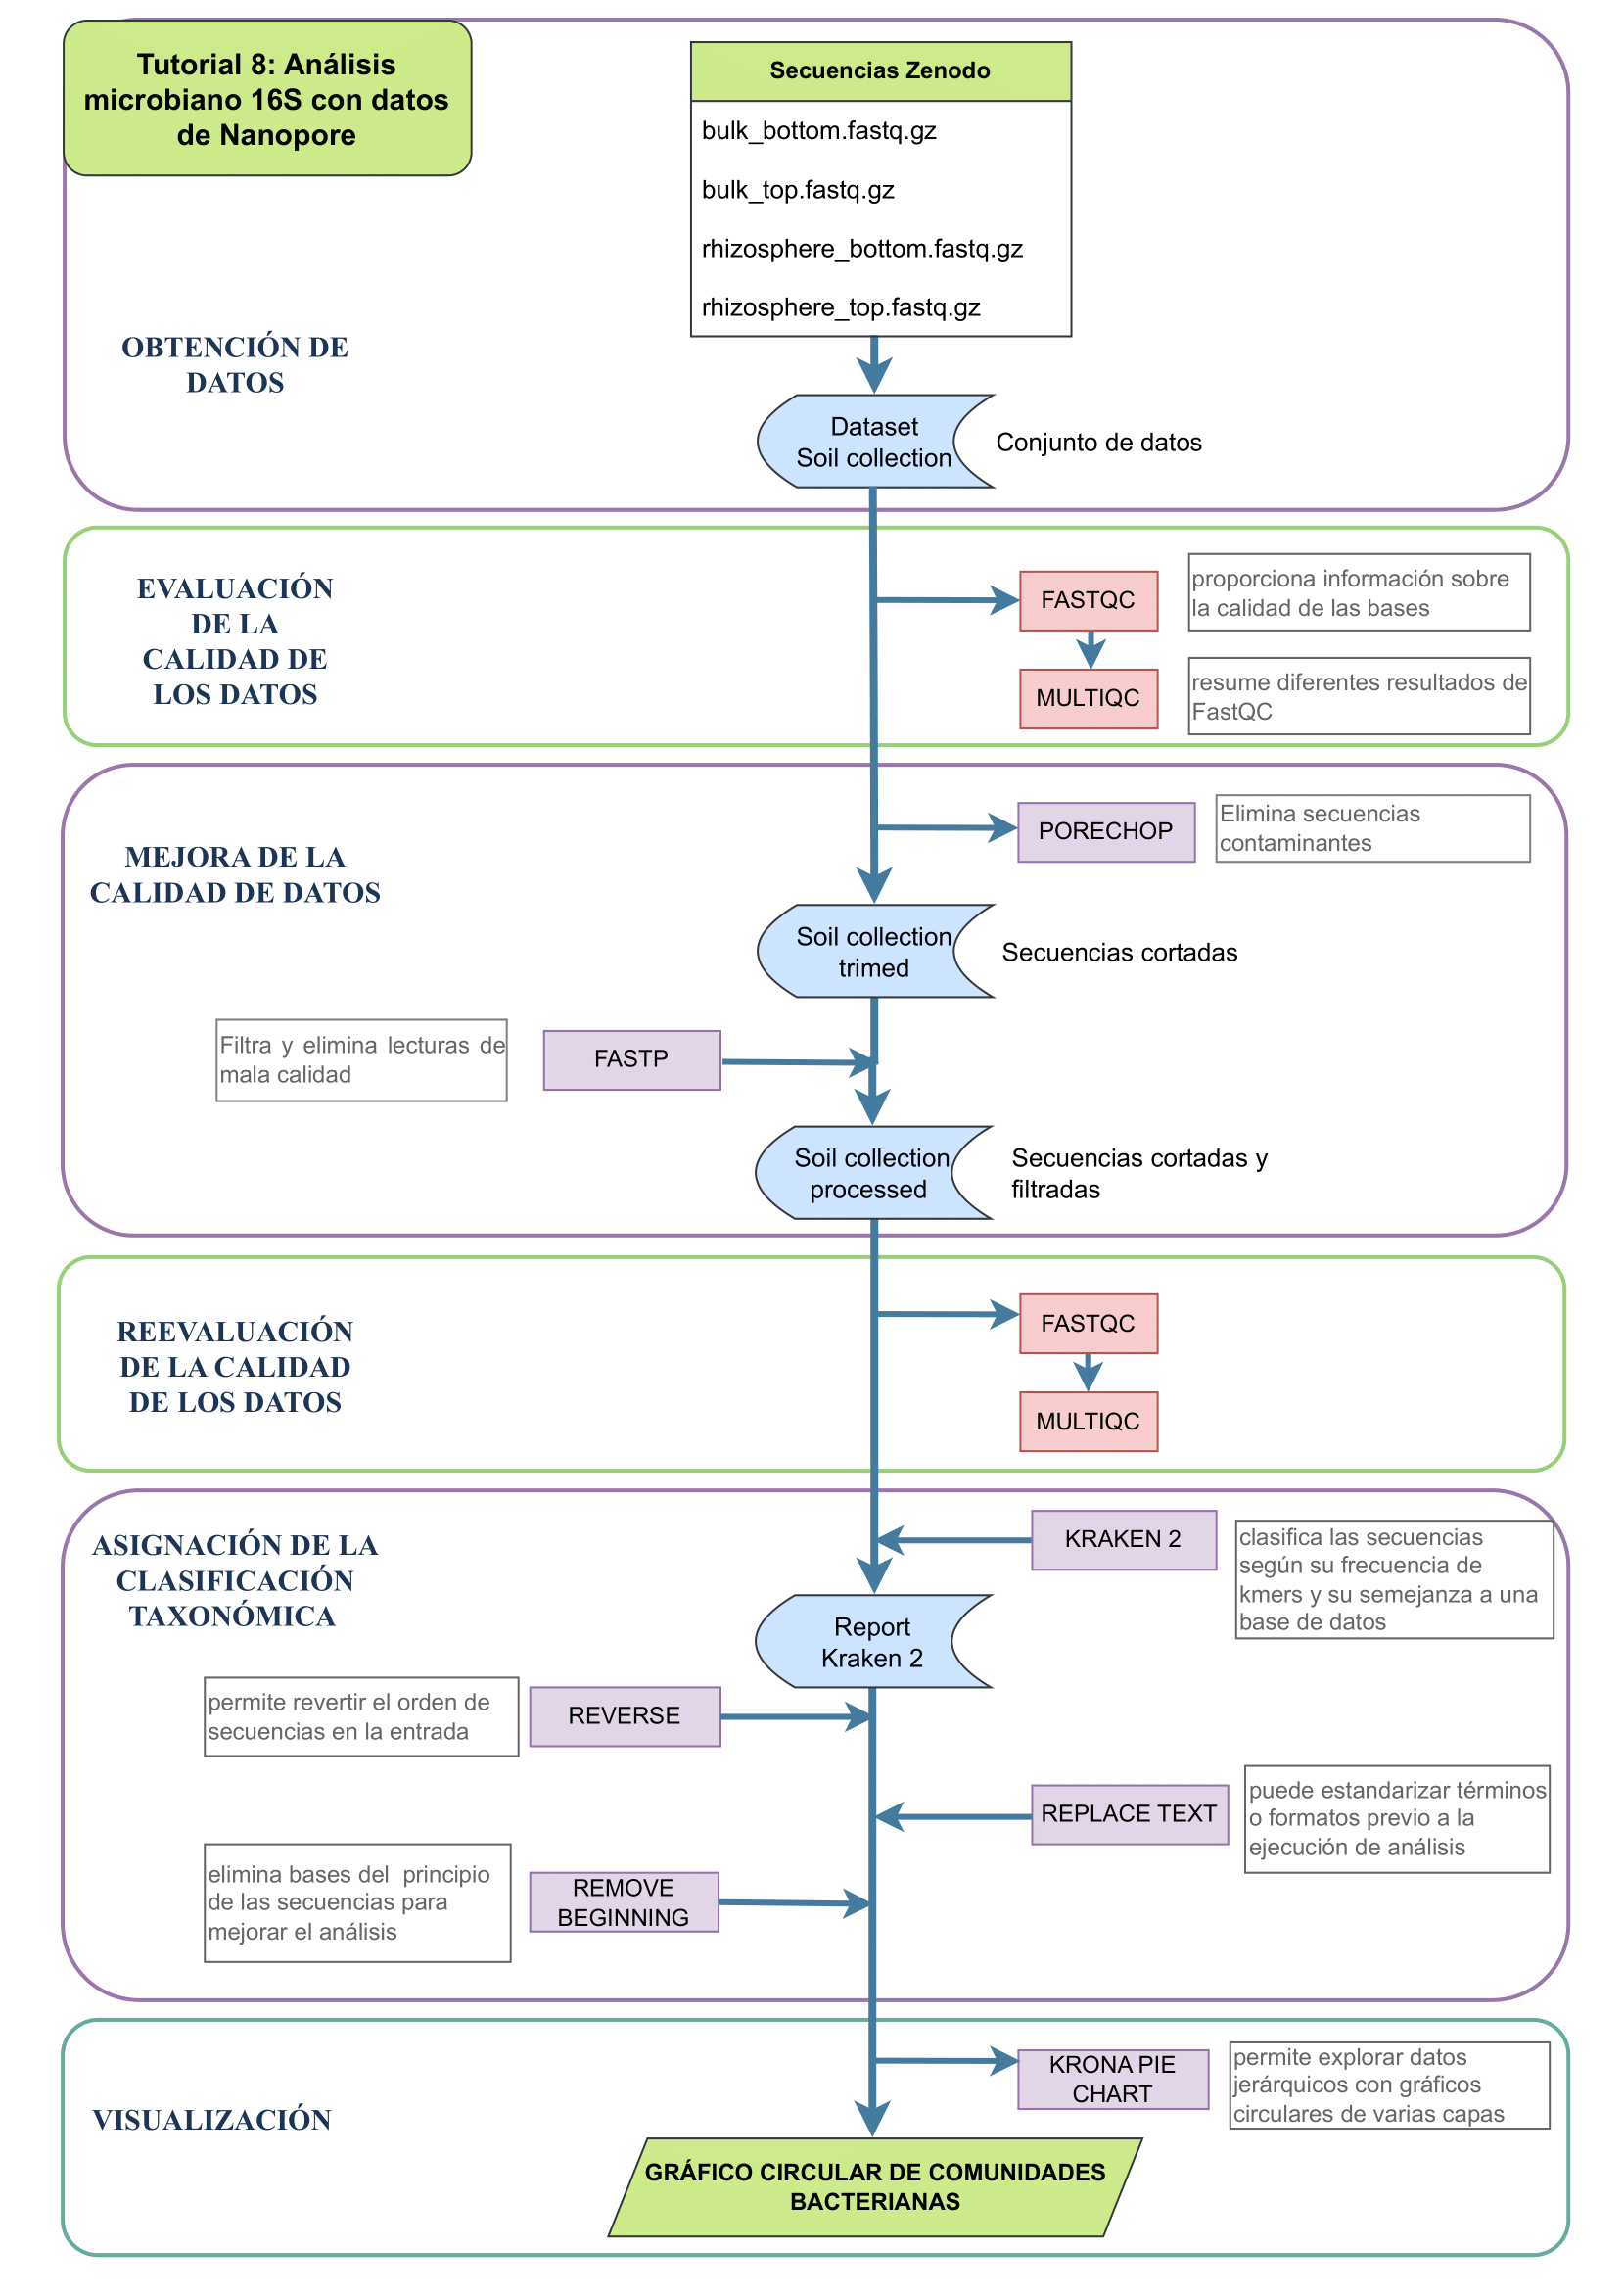 Tutorial 8: Análisis
microbiano 16S con datos
de Nanopore
Secuencias Zenodo
bulk_bottom.fastq.gz
bulk_top.fastq.gz
rhizosphere_bottom.fastq.gz
rhizosphere_top.fastq.gz
OBTENCIÓN DE
DATOS
Dataset
Soil collection
Conjunto de datos
EVALUACIÓN
DE LA
CALIDAD DE
LOS DATOS
FASTQC
proporciona información sobre
la calidad de las bases
MULTIQC
resume diferentes resultados de
FastQC
MEJORA DE LA
CALIDAD DE DATOS
PORECHOP
Elimina secuencias
contaminantes
Soil collection
trimed
Secuencias cortadas
Filtra y elimina lecturas de
mala calidad
FASTP
Soil collection
processed
Secuencias cortadas y
filtradas
REEVALUACIÓN
DE LA CALIDAD
DE LOS DATOS
FASTQC
MULTIQC
ASIGNACIÓN DE LA
CLASIFICACIÓN
TAXONÓMICA
KRAKEN 2
clasifica las secuencias
según su frecuencia de
kmers y su semejanza a una
base de datos
Report
Kraken 2
permite revertir el orden de
secuencias en la entrada
REVERSE
REPLACE TEXT
puede estandarizar términos
o formatos previo a la
ejecución de análisis
elimina bases del  principio
de las secuencias para
mejorar el análisis
REMOVE
BEGINNING
VISUALIZACIÓN
KRONA PIE
CHART
permite explorar datos
jerárquicos con gráficos
circulares de varias capas
GRÁFICO CIRCULAR DE COMUNIDADES
BACTERIANAS